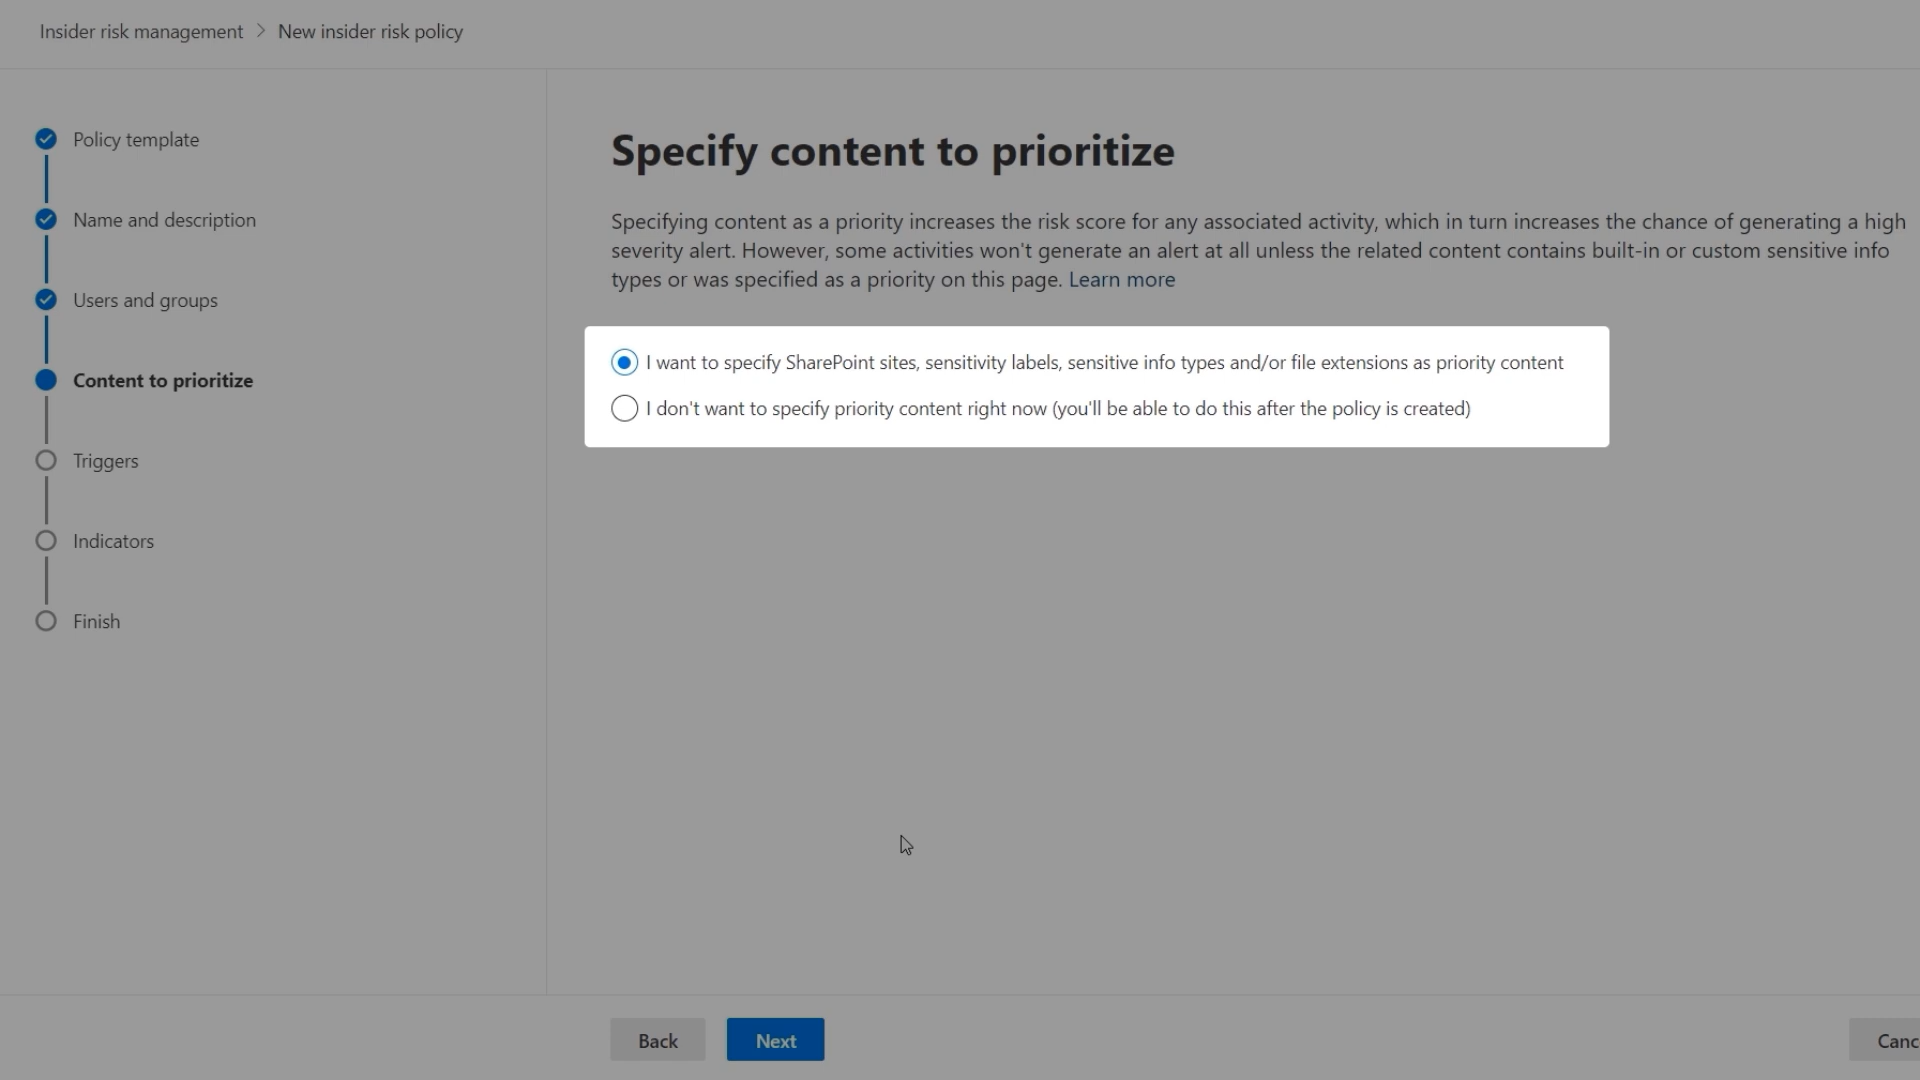 Insider risk management > New insider risk policy
Policy template
Name and description
Users and groups
Content to prioritize
Triggers
Indicators
Finish
Specify content to prioritize
Specifying content as a priority increases the risk score for any associated activity, which in turn increases the chance of generating a high
severity alert. However, some activities won't generate an alert at all unless the related content contains built-in or custom sensitive info
types or was specified as a priority on this page. Learn more
I want to specify SharePoint sites, sensitivity labels, sensitive info types and/or file extensions as priority content
I don't want to specify priority content right now (you'll be able to do this after the policy is created)
Back
Next
Canc